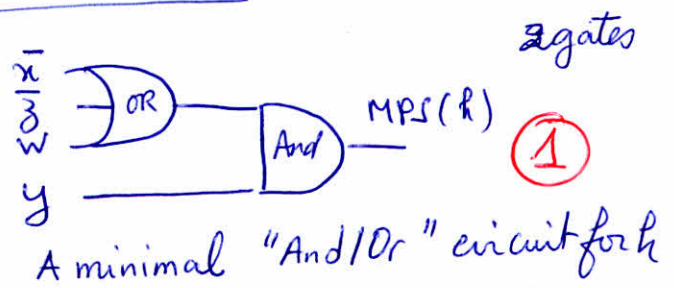 2gates
x̄
z̄ OR
w
And MPS(h)
1
y
A minimal "And/Or" circuit for h